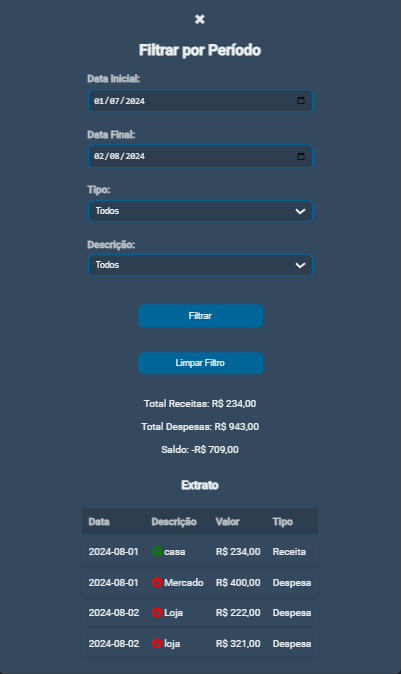 Filtrar por Período
Data Inicial:
01/07/2024
Data Final:
02/08/2024
Tipo:
Todos
Descrição:
Todos
Filtrar
Limpar Filtro
Total Receitas: R$ 234,00
Total Despesas: R$ 943,00
Saldo: -R$ 709,00
Extrato
Data Descrição Valor Tipo
2024-08-01 casa R$ 234,00 Receita
2024-08-01 Mercado R$ 400,00 Despesa
2024-08-02 Loja R$ 222,00 Despesa
2024-08-02 loja R$ 321,00 Despesa